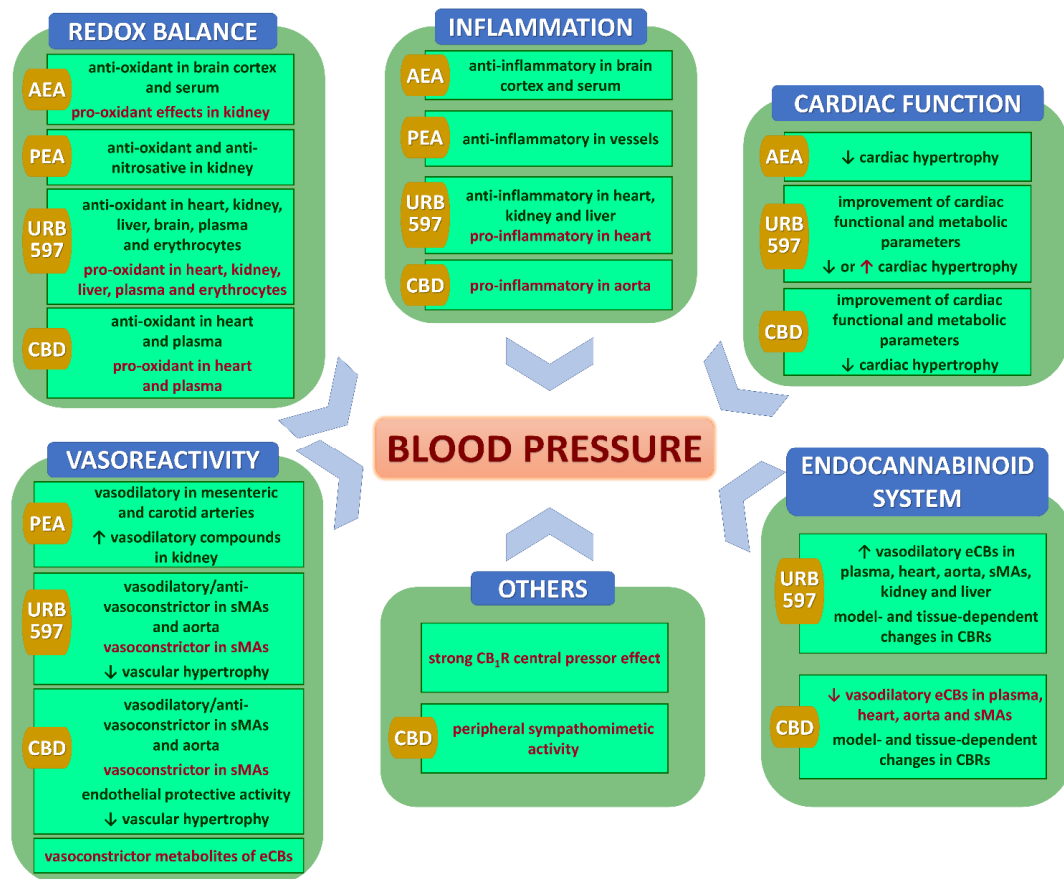 REDOX BALANCE
AEA
anti-oxidant in brain cortex
and serum
pro-oxidant effects in kidney
PEA
anti-oxidant and anti-
nitrosative in kidney
URB
597
anti-oxidant in heart, kidney,
liver, brain, plasma
and erythrocytes
pro-oxidant in heart, kidney,
liver, plasma and erythrocytes
CBD
anti-oxidant in heart
and plasma
pro-oxidant in heart
and plasma
INFLAMMATION
AEA
anti-inflammatory in brain
cortex and serum
PEA
anti-inflammatory in vessels
URB
597
anti-inflammatory in heart,
kidney and liver
pro-inflammatory in heart
CBD
pro-inflammatory in aorta
CARDIAC FUNCTION
AEA
↓ cardiac hypertrophy
URB
597
improvement of cardiac
functional and metabolic
parameters
↓ or ↑ cardiac hypertrophy
CBD
improvement of cardiac
functional and metabolic
parameters
↓ cardiac hypertrophy
BLOOD PRESSURE
VASOREACTIVITY
PEA
vasodilatory in mesenteric
and carotid arteries
↑ vasodilatory compounds
in kidney
URB
597
vasodilatory/anti-
vasoconstrictor in sMAs
and aorta
vasoconstrictor in sMAs
↓ vascular hypertrophy
CBD
vasodilatory/anti-
vasoconstrictor in sMAs
and aorta
vasoconstrictor in sMAs
endothelial protective activity
↓ vascular hypertrophy
vasoconstrictor metabolites of eCBs
OTHERS
strong CB₁R central pressor effect
CBD
peripheral sympathomimetic
activity
ENDOCANNABINOID
SYSTEM
URB
597
↑ vasodilatory eCBs in
plasma, heart, aorta, sMAs,
kidney and liver
model- and tissue-dependent
changes in CBRs
CBD
↓ vasodilatory eCBs in plasma,
heart, aorta and sMAs
model- and tissue-dependent
changes in CBRs